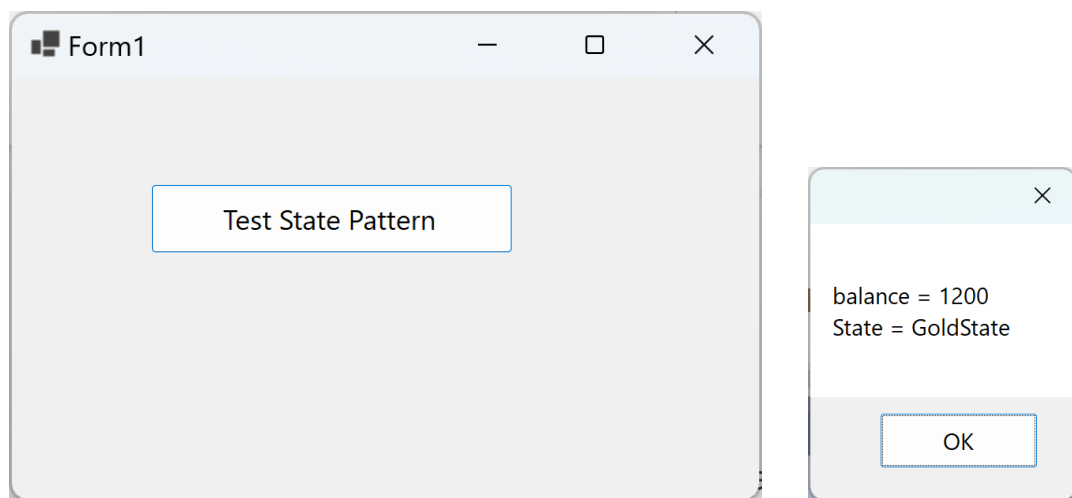 Form1
Test State Pattern
balance = 1200
State = GoldState
OK